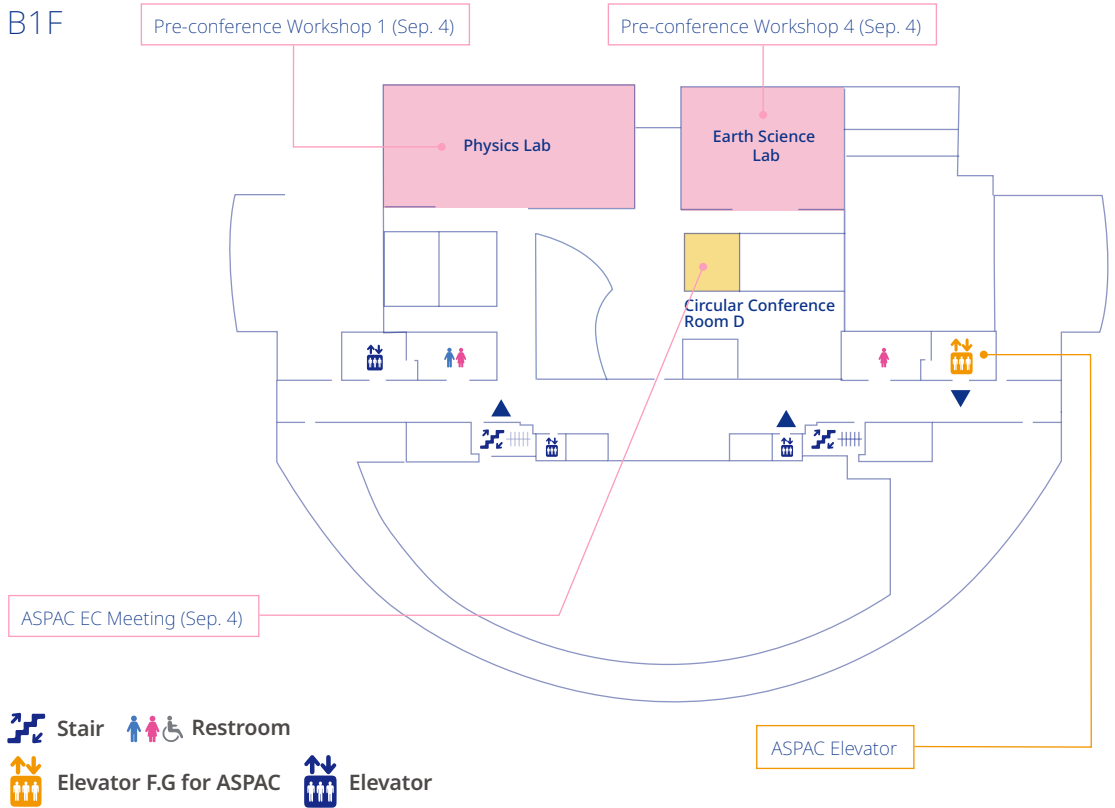 B1F
Pre-conference Workshop 1 (Sep. 4)
Pre-conference Workshop 4 (Sep. 4)
Physics Lab
Earth Science
Lab
Circular Conference
Room D
ASPAC EC Meeting (Sep. 4)
Stair
Restroom
ASPAC Elevator
Elevator F.G for ASPAC
Elevator